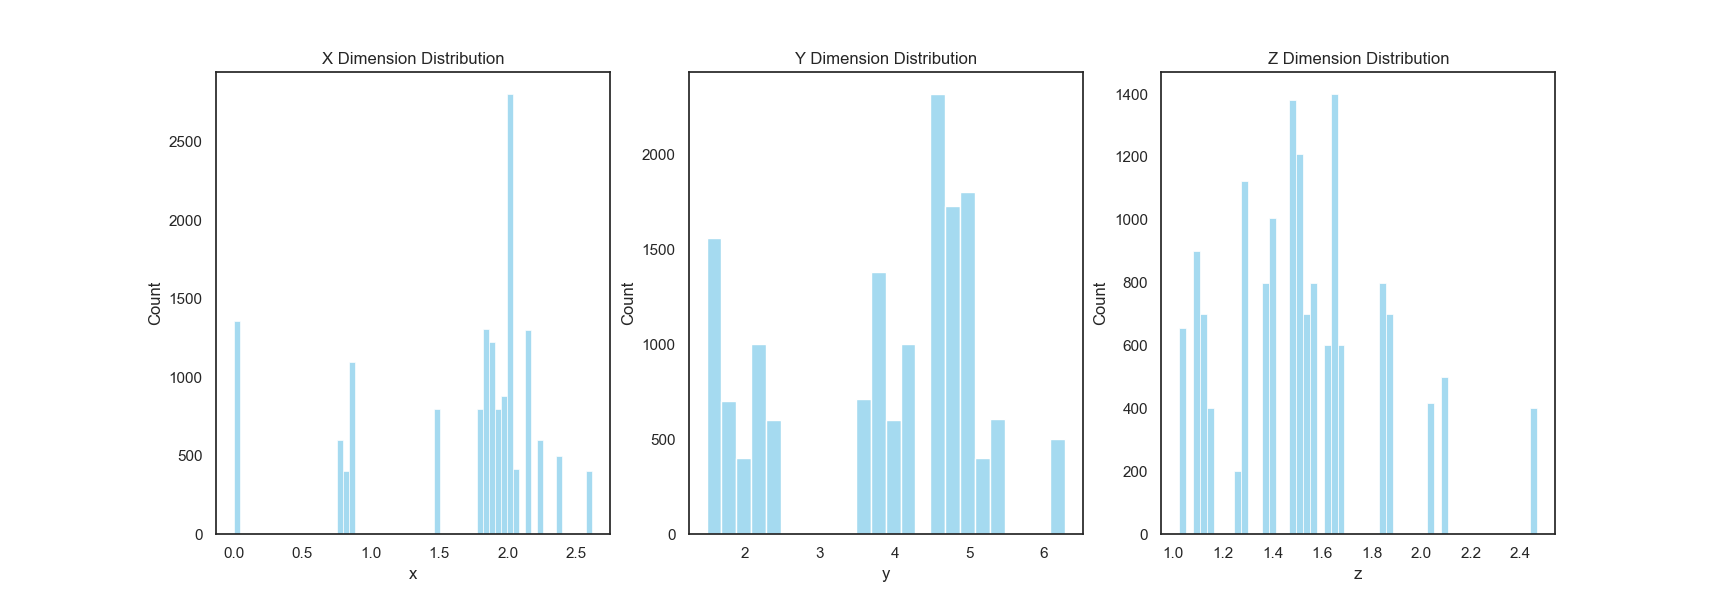 X Dimension Distribution
Y Dimension Distribution
Z Dimension Distribution
Count
2500
2000
1500
1000
500
0
0.0 0.5 1.0 1.5 2.0 2.5
x
Count
2000
1500
1000
500
0
2 3 4 5 6
y
Count
1400
1200
1000
800
600
400
200
0
1.0 1.2 1.4 1.6 1.8 2.0 2.2 2.4
z